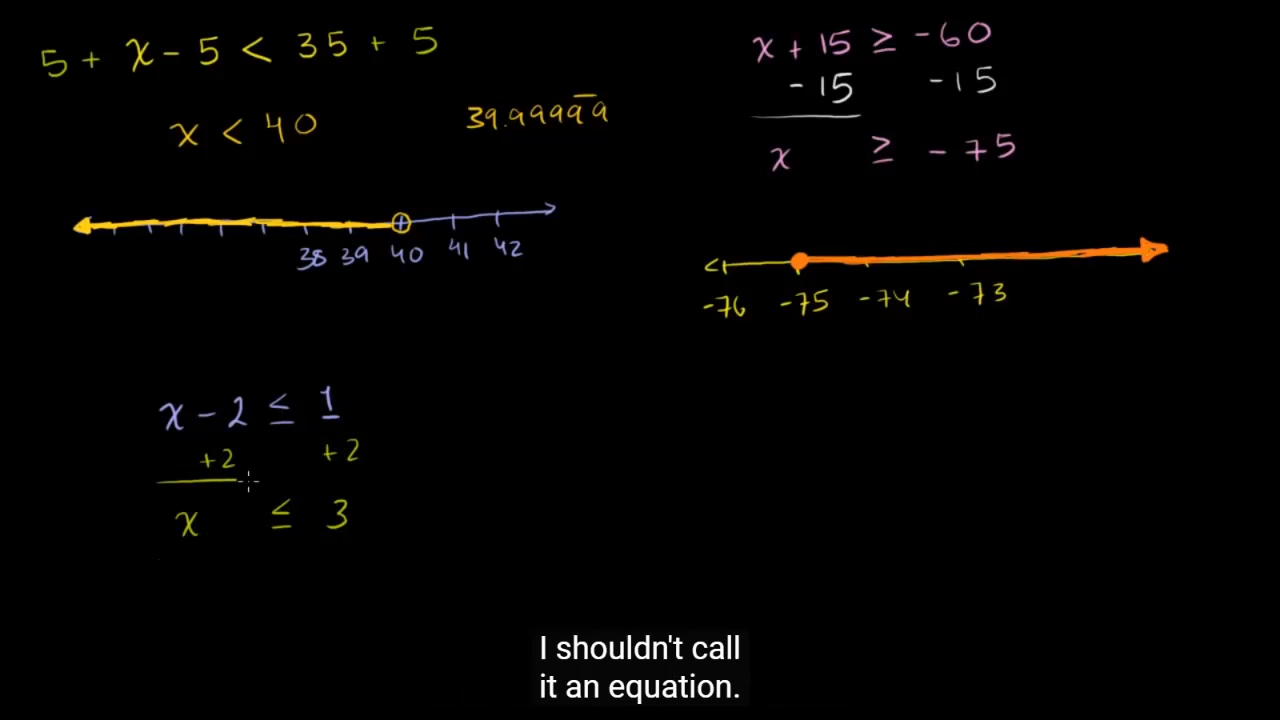 5 + x - 5 < 35 + 5
x < 40
39.99999̅9
38 39 40 41 42
x + 15 ≥ -60
-15 -15
x ≥ -75
-76 -75 -74 -73
x - 2 ≤ 1
+2 +2
x ≤ 3
I shouldn't call
it an equation.